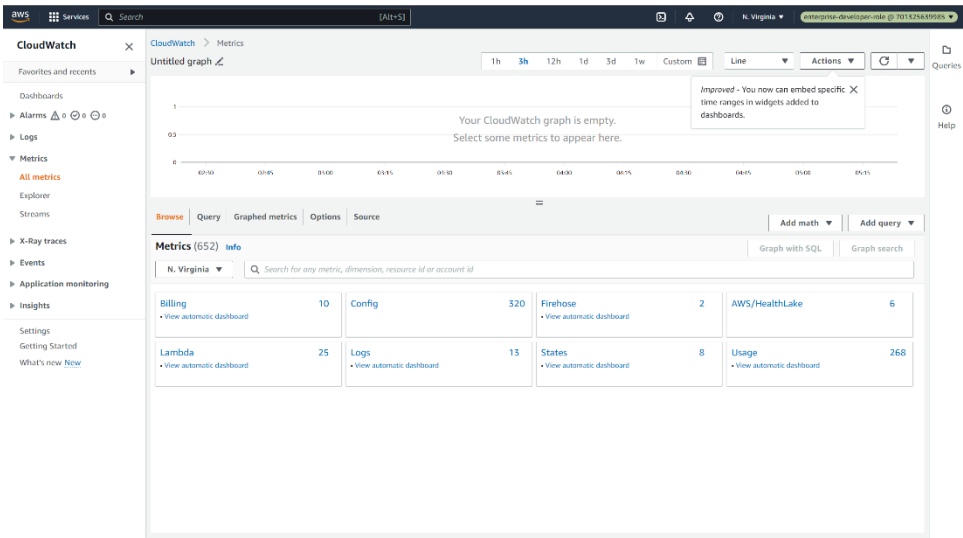 aws Services Search [Alt+S] N. Virginia enterprise-developer-role @ 701325639985
CloudWatch
Favorites and recents
Dashboards
Alarms 0 0 0
Logs
Metrics
All metrics
Explorer
Streams
X-Ray traces
Events
Application monitoring
Insights
Settings
Getting Started
What's new New
CloudWatch > Metrics
Untitled graph
1h 3h 12h 1d 3d 1w Custom Line Actions
Improved - You now can embed specific
time ranges in widgets added to
dashboards.
1
0.5
0
Your CloudWatch graph is empty.
Select some metrics to appear here.
02:30 02:45 03:00 03:15 03:30 03:45 04:00 04:15 04:30 04:45 05:00 05:15
Browse Query Graphed metrics Options Source
Add math Add query
Metrics (652) Info
Graph with SQL Graph search
N. Virginia Search for any metric, dimension, resource id or account id
Billing 10
• View automatic dashboard
Config 320
Firehose 2
• View automatic dashboard
AWS/HealthLake 6
Lambda 25
• View automatic dashboard
Logs 13
• View automatic dashboard
States 8
• View automatic dashboard
Usage 268
• View automatic dashboard
Queries
Help